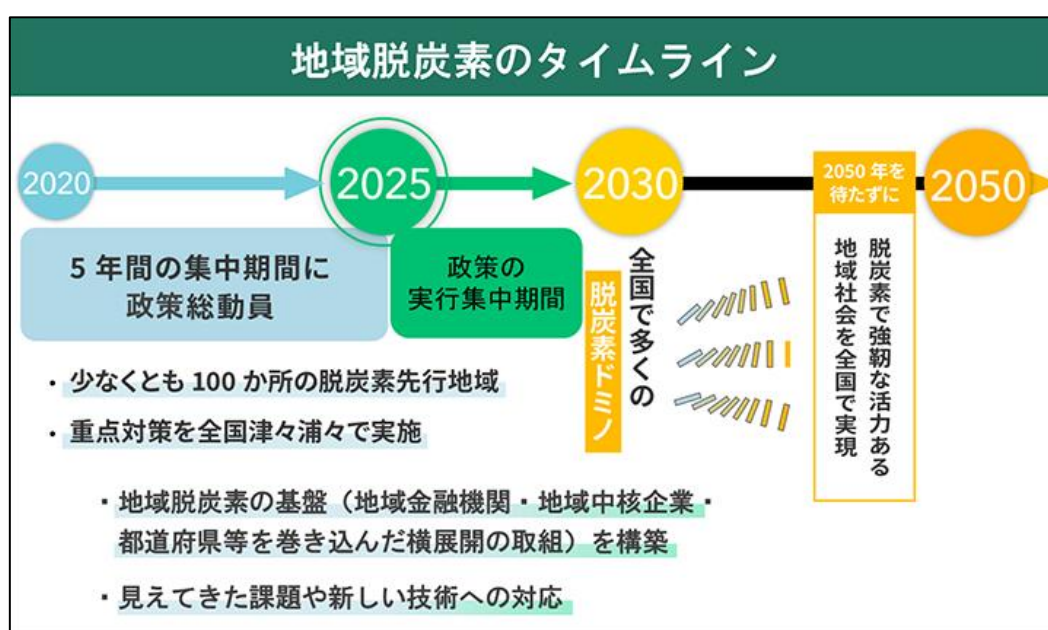 地域脱炭素のタイムライン
2020
2025
2030
2050
2050 年を
待たずに
5 年間の集中期間に
政策総動員
政策の
実行集中期間
全国で多くの
脱炭素ドミノ
脱炭素で強靭な活力ある
地域社会を全国で実現
・少なくとも 100 か所の脱炭素先行地域
・重点対策を全国津々浦々で実施
・地域脱炭素の基盤（地域金融機関・地域中核企業・
都道府県等を巻き込んだ横展開の取組）を構築
・見えてきた課題や新しい技術への対応